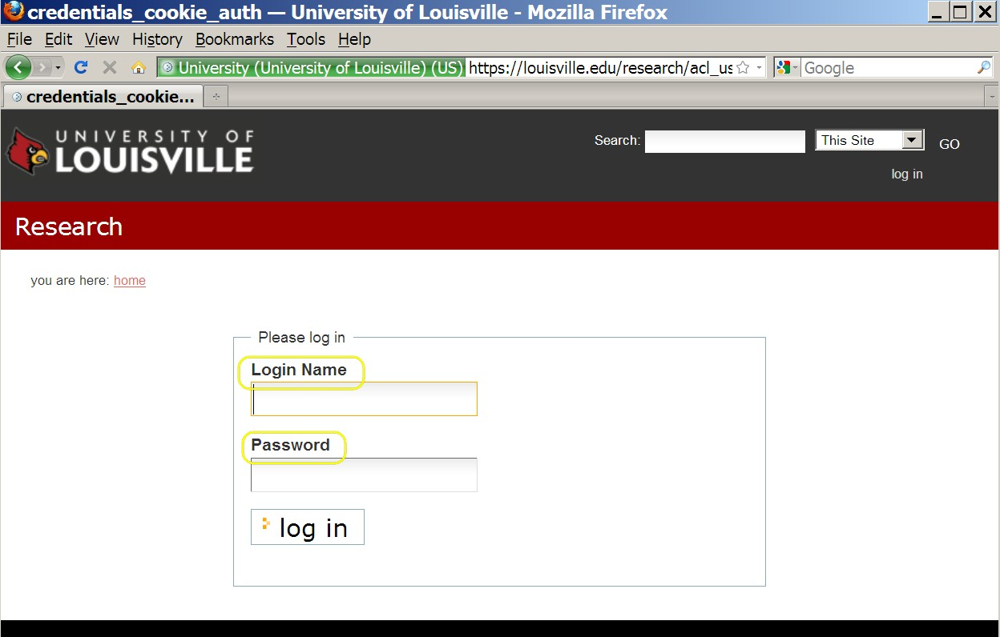 credentials_cookie_auth — University of Louisville - Mozilla Firefox
File Edit View History Bookmarks Tools Help
University (University of Louisville) (US) https://louisville.edu/research/acl_us Google
credentials_cookie...
UNIVERSITY OF
LOUISVILLE
Search: This Site GO
log in
Research
you are here: home
Please log in
Login Name
Password
log in